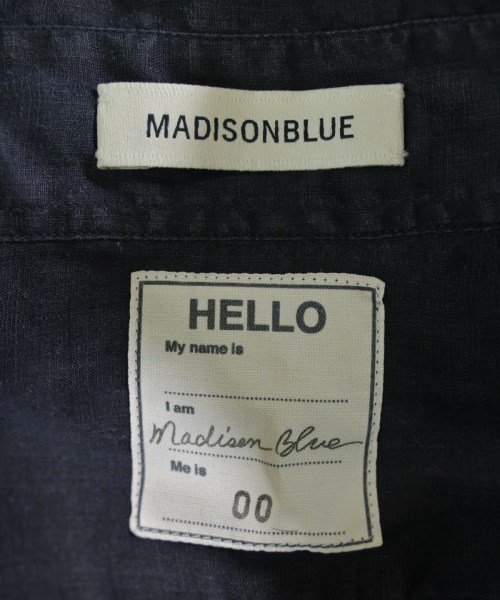 MADISONBLUE
HELLO
My name is
I am
Madison Blue
Me is
00